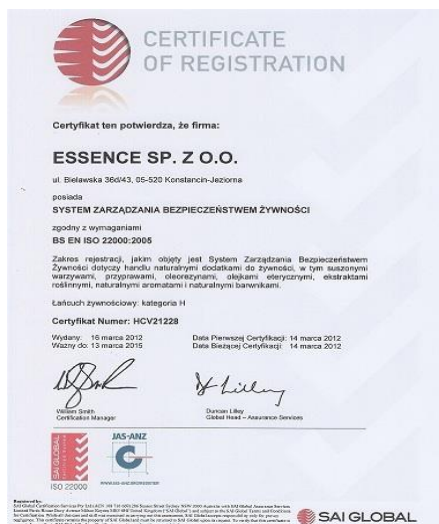 CERTIFICATE
OF REGISTRATION
Certyfikat ten potwierdza, że firma:
ESSENCE SP. Z O.O.
ul. Bielawska 36d/43, 05-520 Konstancin-Jeziorna
posiada
SYSTEM ZARZĄDZANIA BEZPIECZEŃSTWEM ŻYWNOŚCI
zgodny z wymaganiami
BS EN ISO 22000:2005
Zakres rejestracji, jakim objęty jest System Zarządzania Bezpieczeństwem
Żywności dotyczy handlu naturalnymi dodatkami do żywności, w tym suszonymi
warzywami, przyprawami, oleorezynami, olejkami eterycznymi, ekstraktami
roślinnymi, naturalnymi aromatami i naturalnymi barwnikami.
Łańcuch żywnościowy: kategoria H
Certyfikat Numer: HCV21228
Wydany: 16 marca 2012 Data Pierwszej Certyfikacji: 14 marca 2012
Ważny do: 13 marca 2015 Data Bieżącej Certyfikacji: 14 marca 2012
William Smith Duncan Lilley
Certification Manager Global Head – Assurance Services
SAI GLOBAL
JAS-ANZ
ISO 22000
Registered by:
SAI GLOBAL